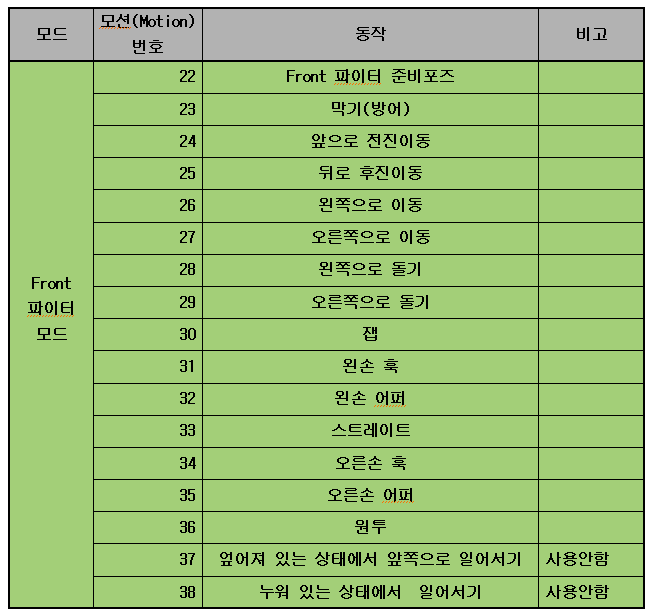 모드 모션(Motion) 번호 동작 비고
Front 파이터 모드
22 Front 파이터 준비포즈
23 막기(방어)
24 앞으로 전진이동
25 뒤로 후진이동
26 왼쪽으로 이동
27 오른쪽으로 이동
28 왼쪽으로 돌기
29 오른쪽으로 돌기
30 잽
31 왼손 훅
32 왼손 어퍼
33 스트레이트
34 오른손 훅
35 오른손 어퍼
36 원투
37 엎어져 있는 상태에서 앞쪽으로 일어서기 사용안함
38 누워 있는 상태에서 일어서기 사용안함